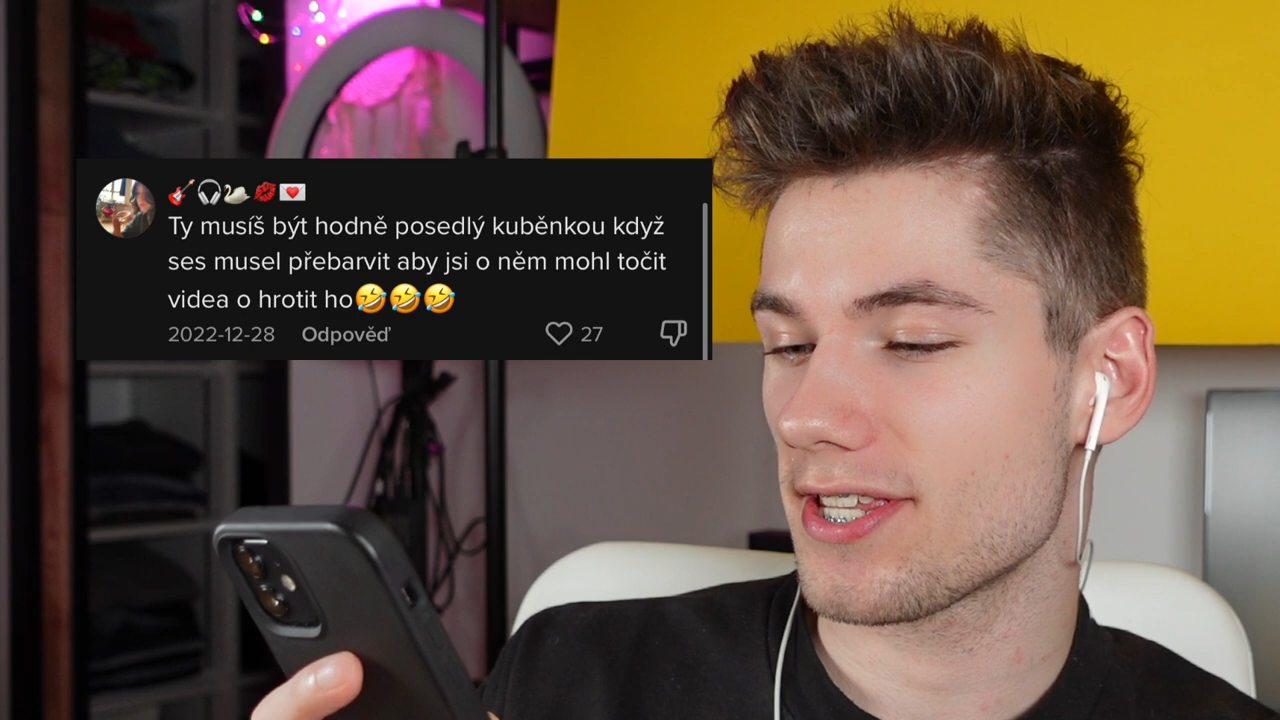 🎸🎧🦢💋💌
Ty musíš být hodně posedlý kuběnkou když
ses musel přebarvit aby jsi o něm mohl točit
videa o hrotit ho🤣🤣🤣
2022-12-28 Odpověď 27